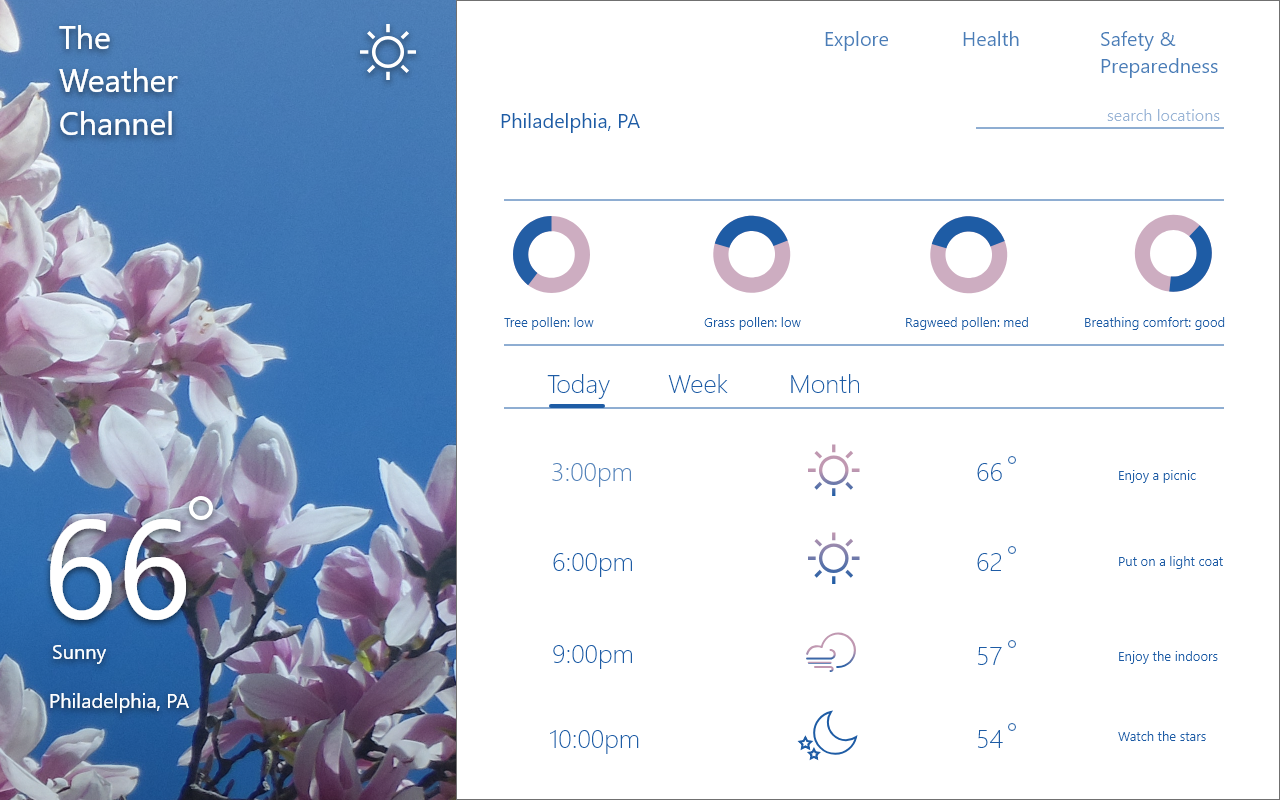 The
Weather
Channel
66°
Sunny
Philadelphia, PA
Explore
Health
Safety &
Preparedness
Philadelphia, PA
search locations
Tree pollen: low
Grass pollen: low
Ragweed pollen: med
Breathing comfort: good
Today
Week
Month
3:00pm
66°
Enjoy a picnic
6:00pm
62°
Put on a light coat
9:00pm
57°
Enjoy the indoors
10:00pm
54°
Watch the stars